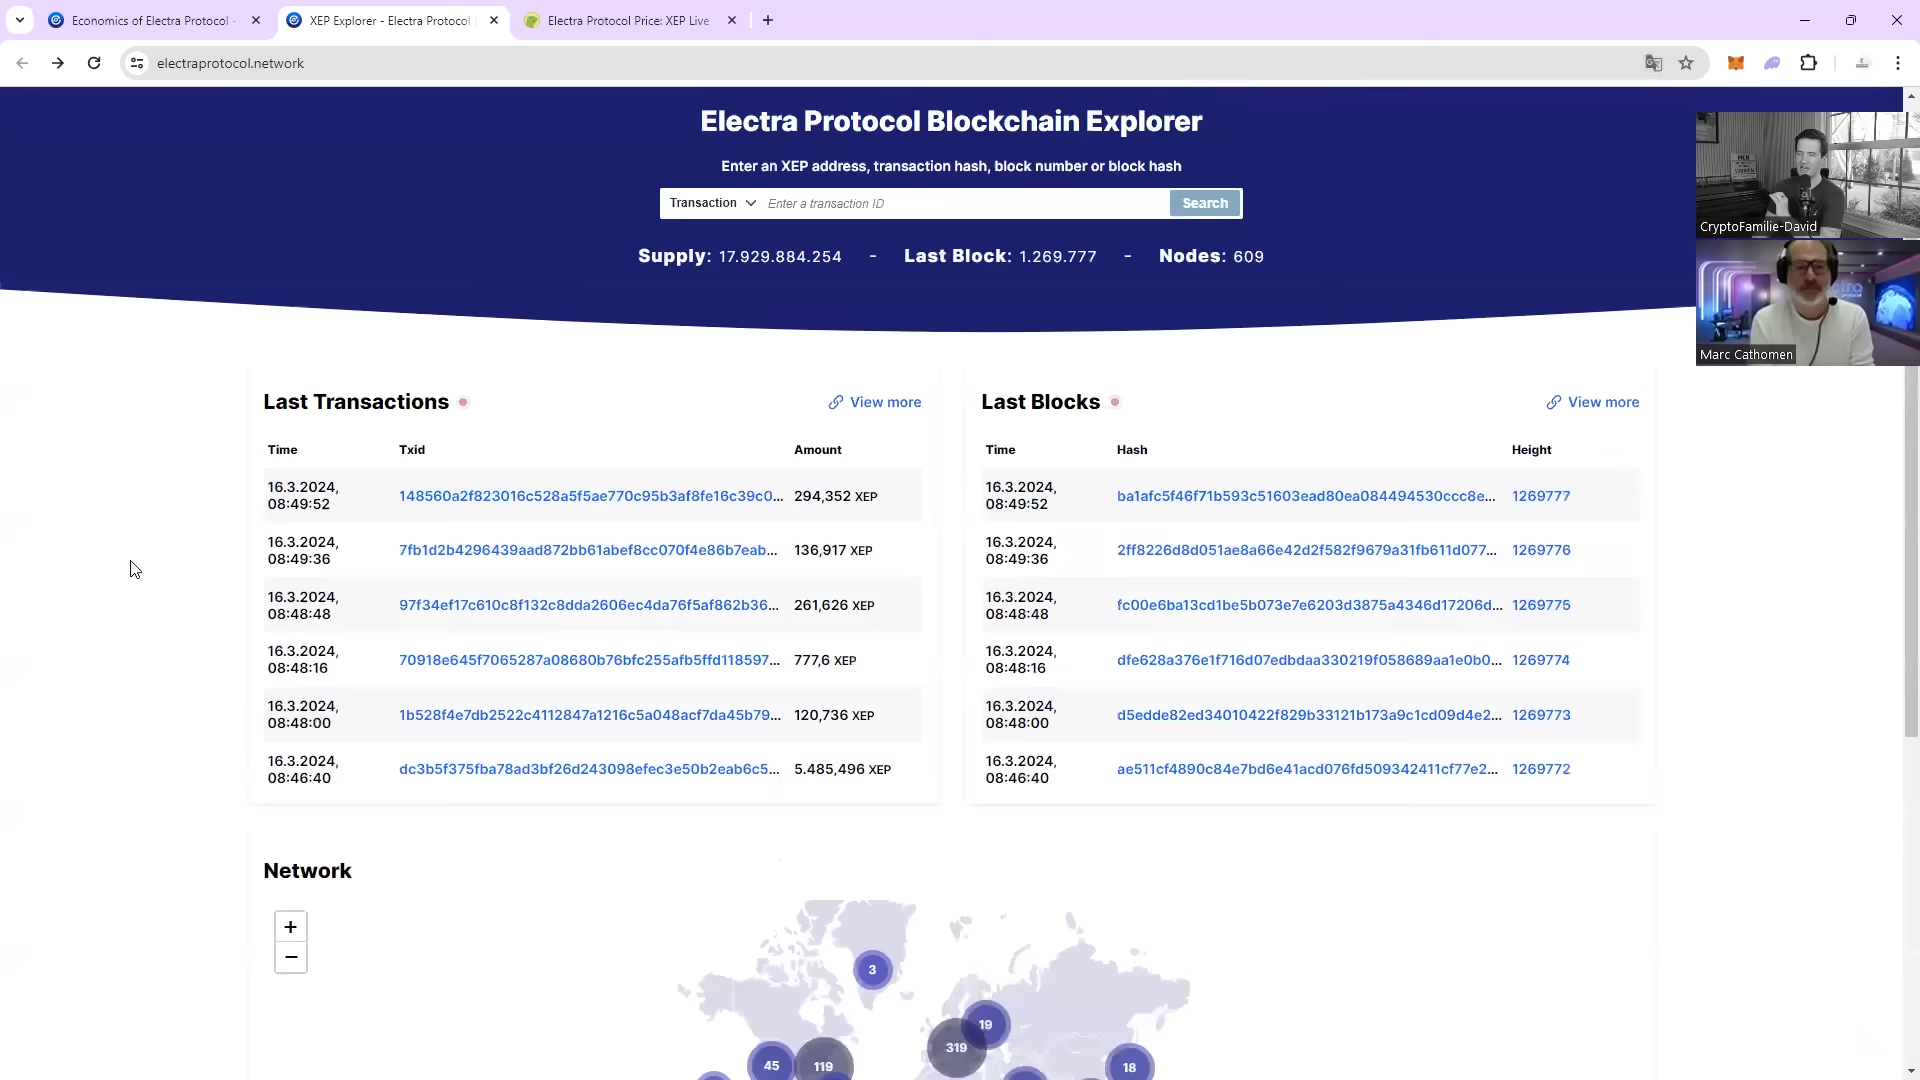 Economics of Electra Protocol -
XEP Explorer - Electra Protocol
Electra Protocol Price: XEP Live
electraprotocol.network
Electra Protocol Blockchain Explorer
Enter an XEP address, transaction hash, block number or block hash
Transaction Enter a transaction ID Search
Supply: 17.929.884.254 - Last Block: 1.269.777 - Nodes: 609
CryptoFamilie-David
Marc Cathomen
Last Transactions View more
Time Txid Amount
16.3.2024, 08:49:52 148560a2f823016c528a5f5ae770c95b3af8fe16c39c0... 294,352 XEP
16.3.2024, 08:49:36 7fb1d2b4296439aad872bb61abef8cc070f4e86b7eab... 136,917 XEP
16.3.2024, 08:48:48 97f34ef17c610c8f132c8dda2606ec4da76f5af862b36... 261,626 XEP
16.3.2024, 08:48:16 70918e645f7065287a08680b76bfc255afb5ffd118597... 777,6 XEP
16.3.2024, 08:48:00 1b528f4e7db2522c4112847a1216c5a048acf7da45b79... 120,736 XEP
16.3.2024, 08:46:40 dc3b5f375fba78ad3bf26d243098efec3e50b2eab6c5... 5.485,496 XEP
Last Blocks View more
Time Hash Height
16.3.2024, 08:49:52 ba1afc5f46f71b593c51603ead80ea084494530ccc8e... 1269777
16.3.2024, 08:49:36 2ff8226d8d051ae8a66e42d2f582f9679a31fb611d077... 1269776
16.3.2024, 08:48:48 fc00e6ba13cd1be5b073e7e6203d3875a4346d17206d... 1269775
16.3.2024, 08:48:16 dfe628a376e1f716d07edbdaa330219f058689aa1e0b0... 1269774
16.3.2024, 08:48:00 d5edde82ed34010422f829b33121b173a9c1cd09d4e2... 1269773
16.3.2024, 08:46:40 ae511cf4890c84e7bd6e41acd076fd509342411cf77e2... 1269772
Network
+
−
3
19
319
45
119
18